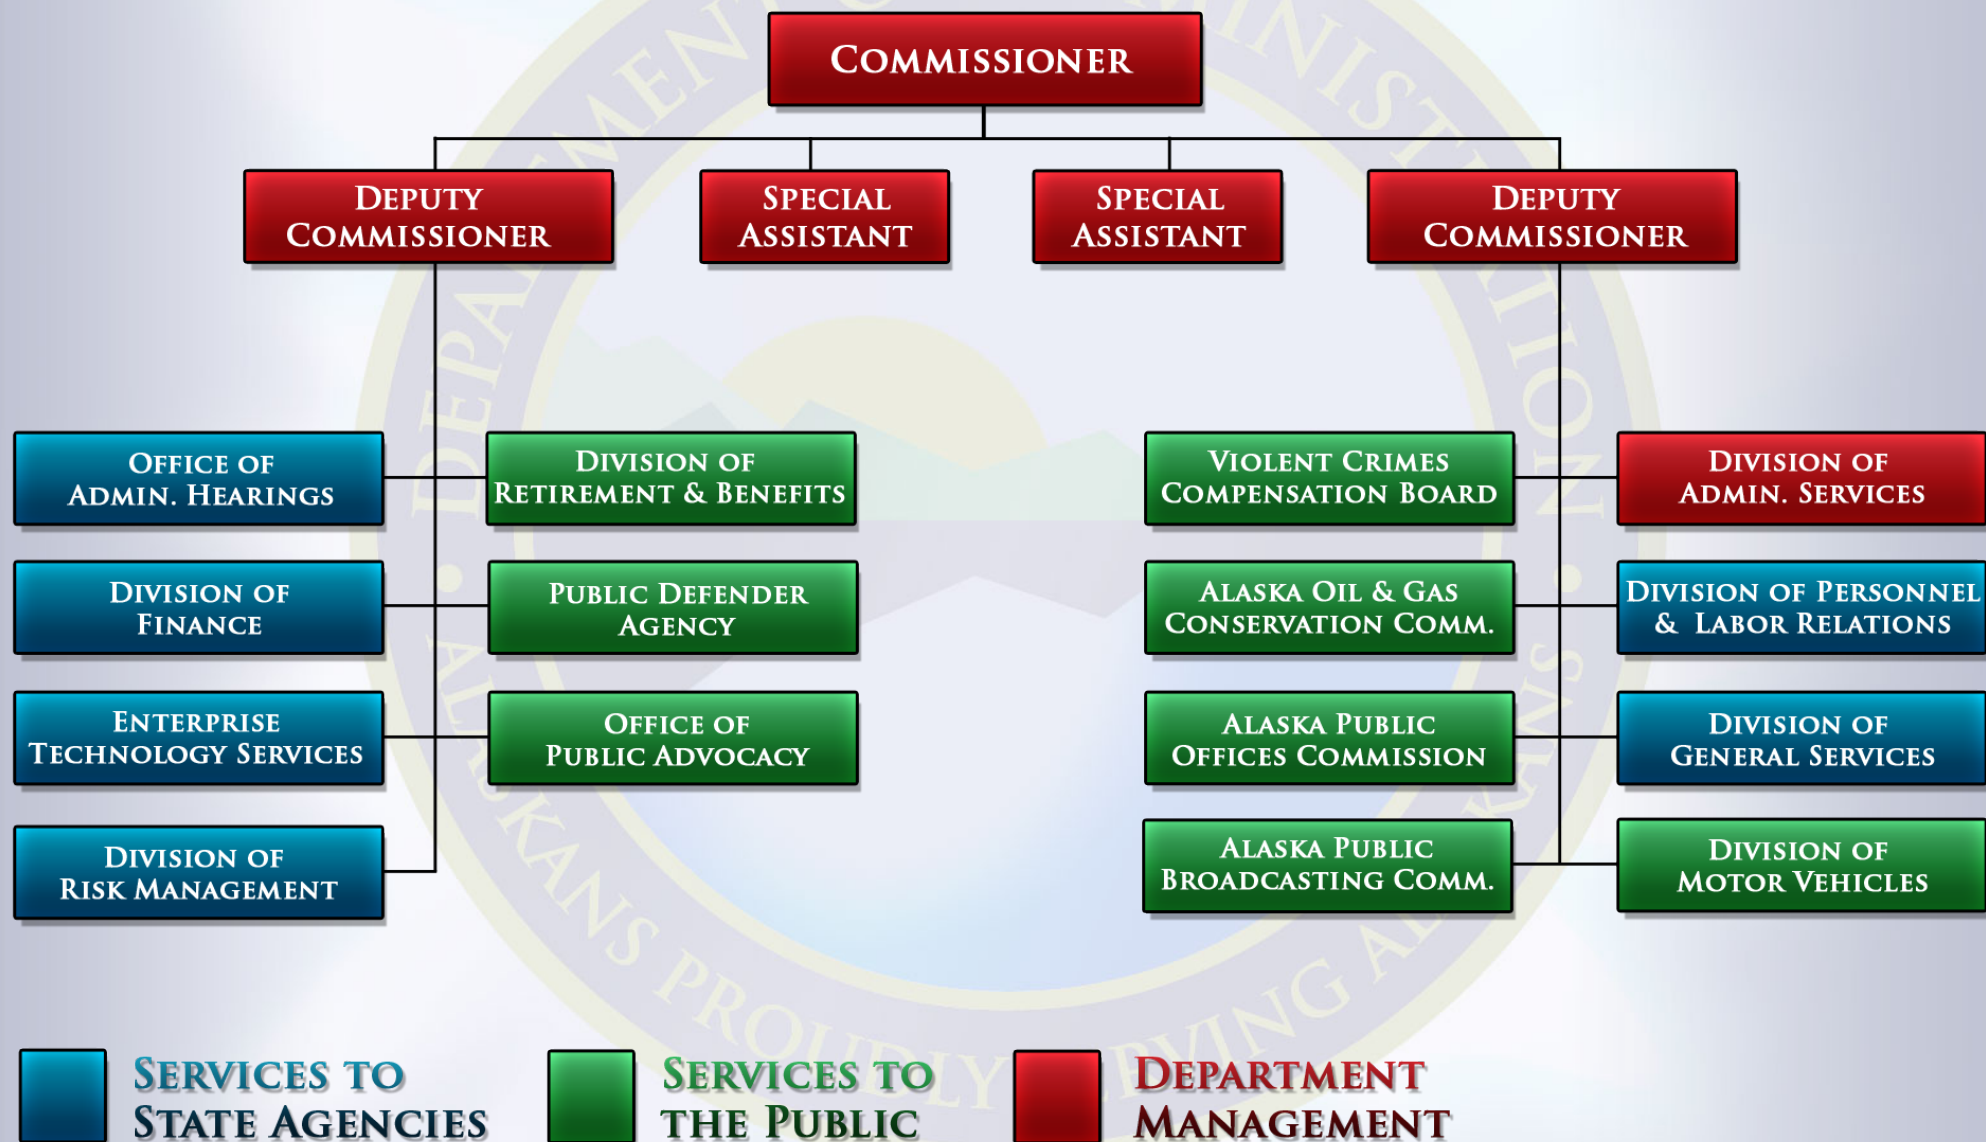 Commissioner
Deputy
Commissioner
Special
Assistant
Special
Assistant
Deputy
Commissioner
Office of
Admin. Hearings
Division of
Retirement & Benefits
Violent Crimes
Compensation Board
Division of
Admin. Services
Division of
Finance
Public Defender
Agency
Alaska Oil & Gas
Conservation Comm.
Division of Personnel
& Labor Relations
Enterprise
Technology Services
Office of
Public Advocacy
Alaska Public
Offices Commission
Division of
General Services
Division of
Risk Management
Alaska Public
Broadcasting Comm.
Division of
Motor Vehicles
Services to
State Agencies
Services to
the Public
Department
Management